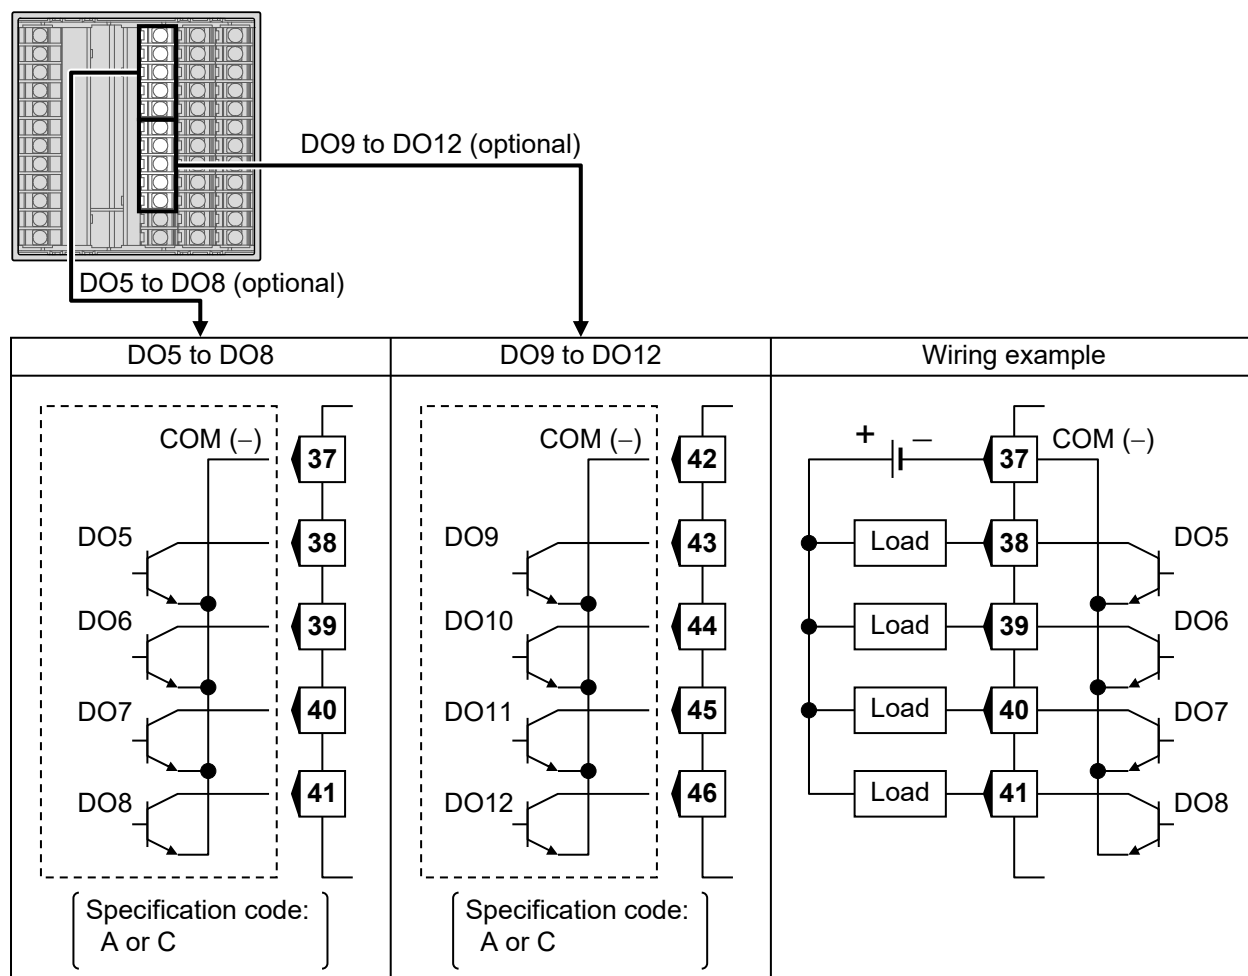 DO9 to DO12 (optional)
DO5 to DO8 (optional)
DO5 to DO8
DO9 to DO12
Wiring example
COM (–)
37
DO5
38
DO6
39
DO7
40
DO8
41
Specification code:
A or C
COM (–)
42
DO9
43
DO10
44
DO11
45
DO12
46
Specification code:
A or C
+ –
37
COM (–)
Load
38
DO5
Load
39
DO6
Load
40
DO7
Load
41
DO8